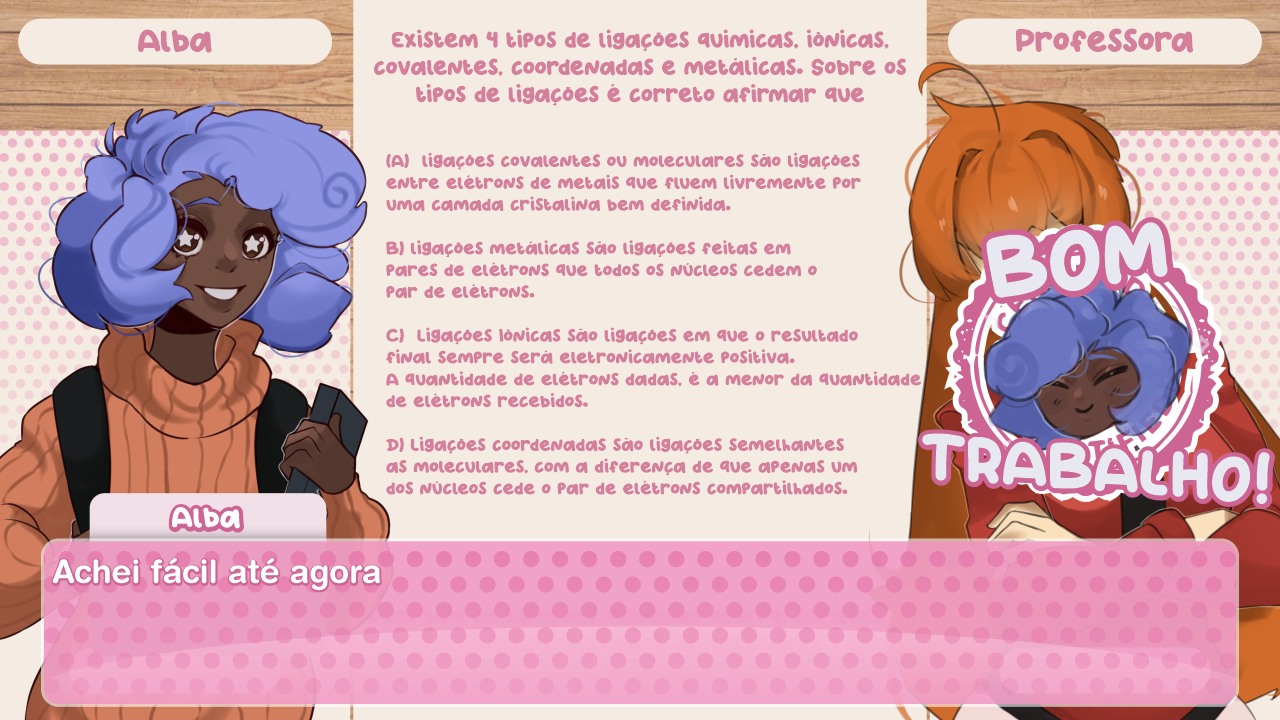 Alba
Existem 4 tipos de ligações químicas, iônicas,
covalentes, coordenadas e metálicas. Sobre os
tipos de ligações é correto afirmar que
Professora
(A) ligações covalentes ou moleculares são ligações
entre elétrons de metais que fluem livremente por
uma camada cristalina bem definida.
B) ligações metálicas são ligações feitas em
pares de elétrons que todos os núcleos cedem o
par de elétrons.
C) Ligações Iônicas são ligações em que o resultado
final sempre será eletronicamente positiva.
A quantidade de elétrons dadas, é a menor da quantidade
de elétrons recebidos.
D) Ligações coordenadas são ligações semelhantes
as moleculares, com a diferença de que apenas um
dos núcleos cede o par de elétrons compartilhados.
BOM
TRABALHO!
Alba
Achei fácil até agora